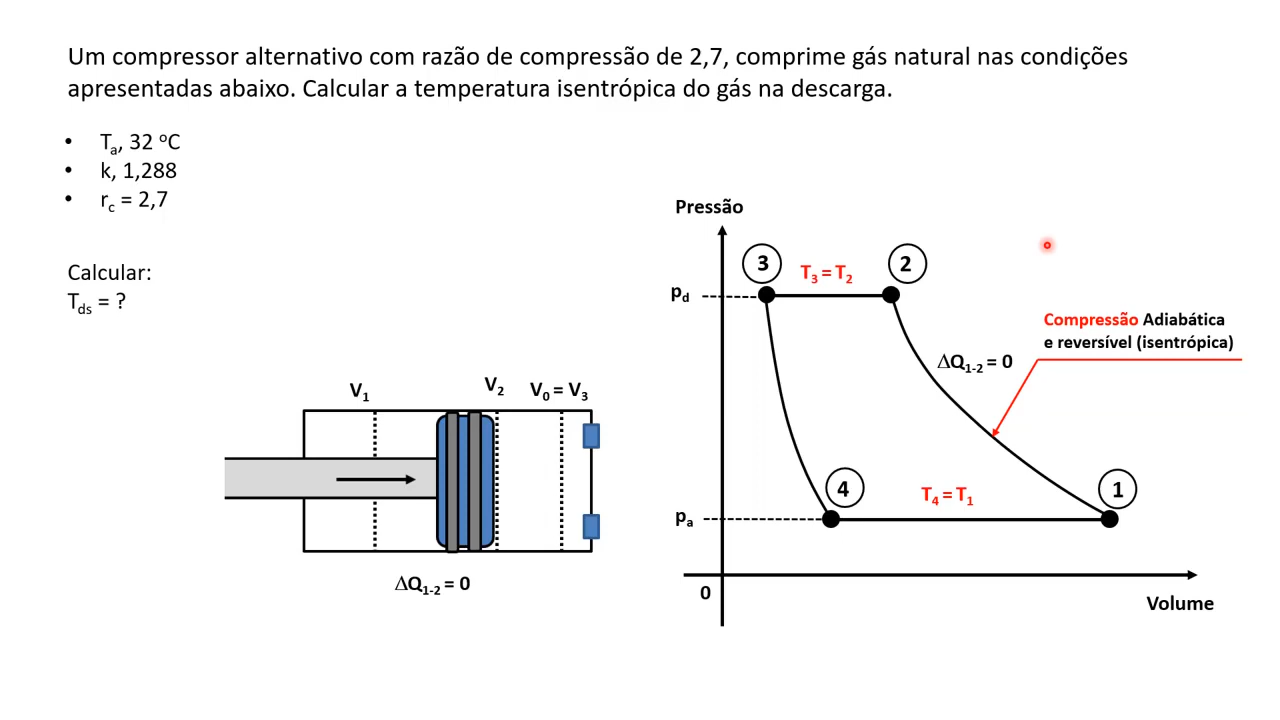 Um compressor alternativo com razão de compressão de 2,7, comprime gás natural nas condições
apresentadas abaixo. Calcular a temperatura isentrópica do gás na descarga.
• Ta, 32 ºC
• k, 1,288
• rc = 2,7
Calcular:
Tds = ?
V1
V2
V0 = V3
ΔQ1-2 = 0
Pressão
3
T3 = T2
2
pd
Compressão Adiabática
e reversível (isentrópica)
ΔQ1-2 = 0
4
T4 = T1
1
pa
0
Volume